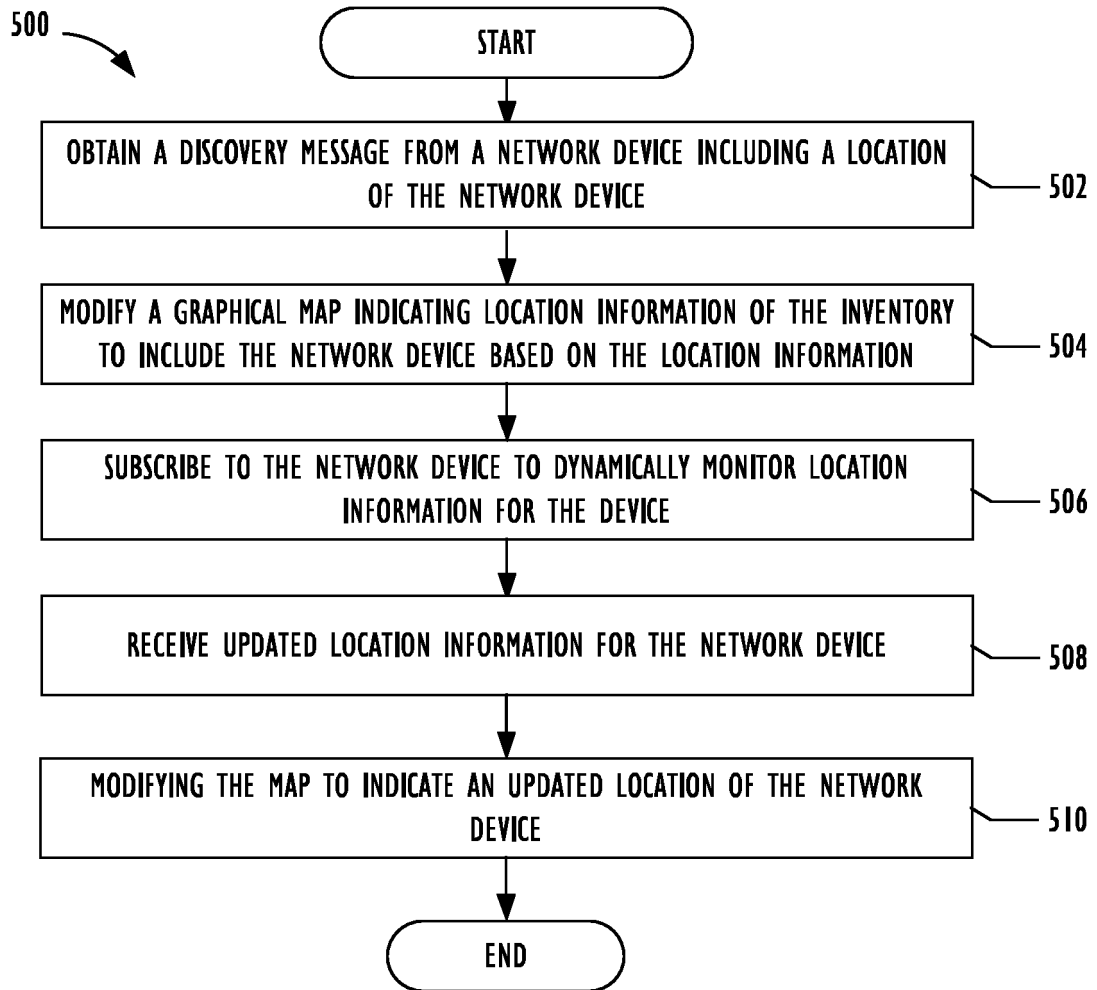 500
START
OBTAIN A DISCOVERY MESSAGE FROM A NETWORK DEVICE INCLUDING A LOCATION
OF THE NETWORK DEVICE
502
MODIFY A GRAPHICAL MAP INDICATING LOCATION INFORMATION OF THE INVENTORY
TO INCLUDE THE NETWORK DEVICE BASED ON THE LOCATION INFORMATION
504
SUBSCRIBE TO THE NETWORK DEVICE TO DYNAMICALLY MONITOR LOCATION
INFORMATION FOR THE DEVICE
506
RECEIVE UPDATED LOCATION INFORMATION FOR THE NETWORK DEVICE
508
MODIFYING THE MAP TO INDICATE AN UPDATED LOCATION OF THE NETWORK
DEVICE
510
END